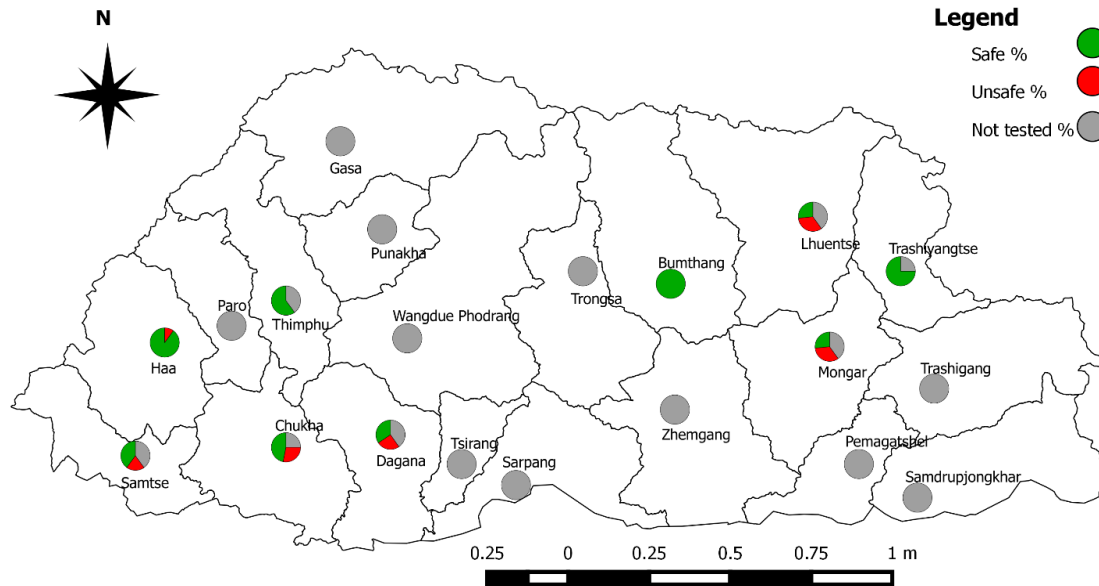 N
Legend
Safe %
Unsafe %
Not tested %
Gasa
Punakha
Lhuentse
Trashiyangtse
Bumthang
Trongsa
Paro
Thimphu
Wangdue Phodrang
Haa
Mongar
Trashigang
Chukha
Zhemgang
Tsirang
Dagana
Pemagatshel
Sarpang
Samtse
Samdrupjongkhar
0.25 0 0.25 0.5 0.75 1 m